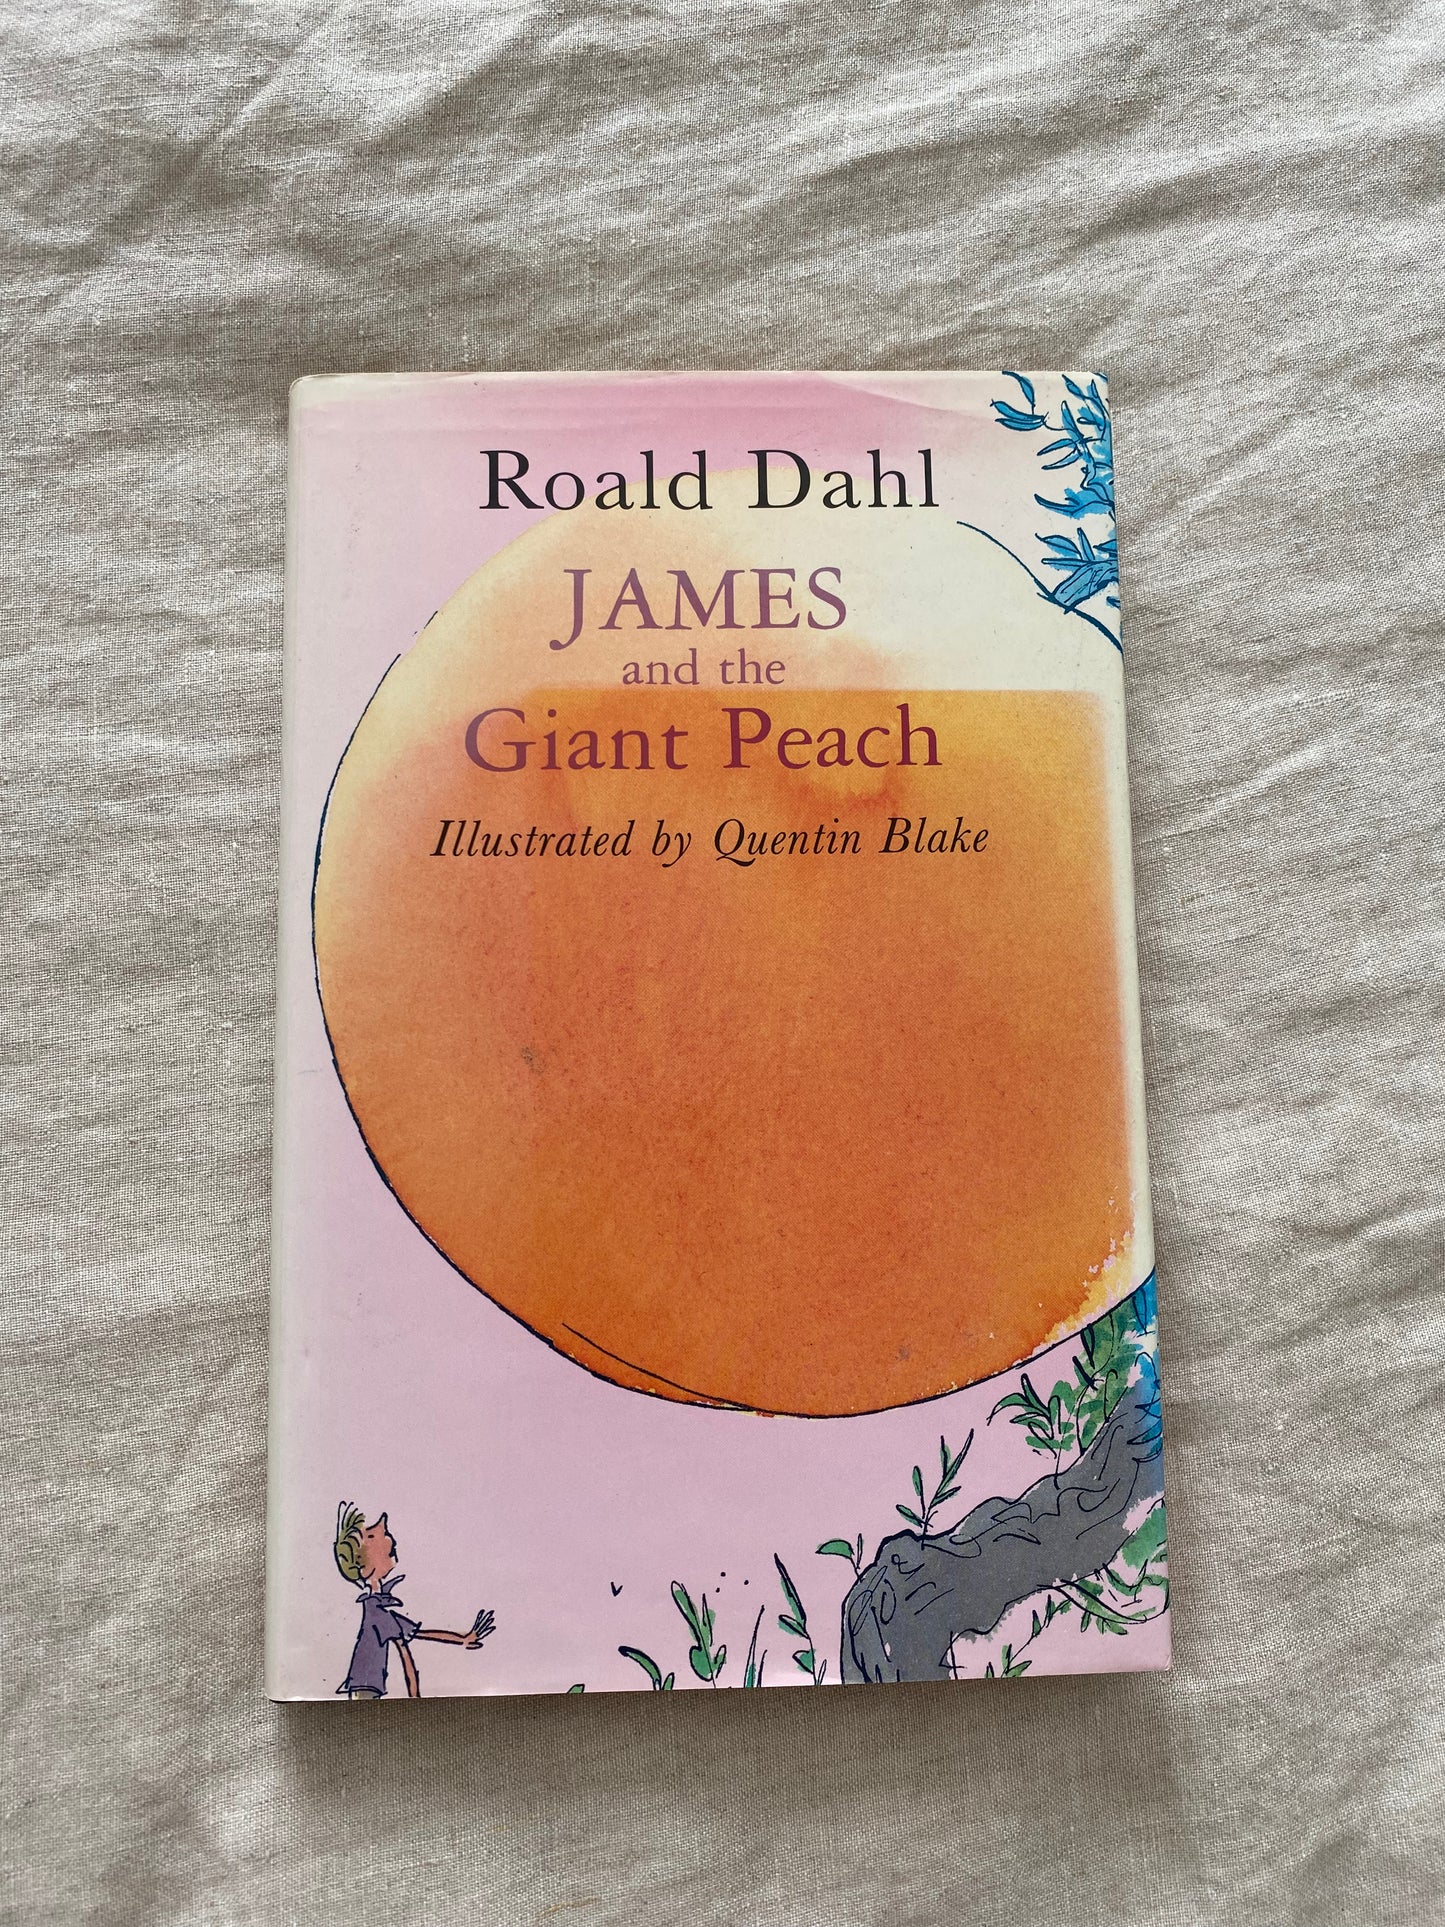 Roald Dahl
JAMES
and the
Giant Peach
Illustrated by Quentin Blake